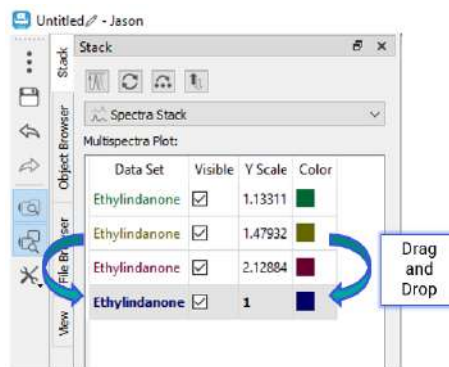 Untitled - Jason
Stack
Stack
Object Browser
File Browser
View
Spectra Stack
Multispectra Plot:
Data Set Visible Y Scale Color
Ethylindanone 1.13311
Ethylindanone 1.47932
Ethylindanone 2.12884
Ethylindanone 1
Drag
and
Drop